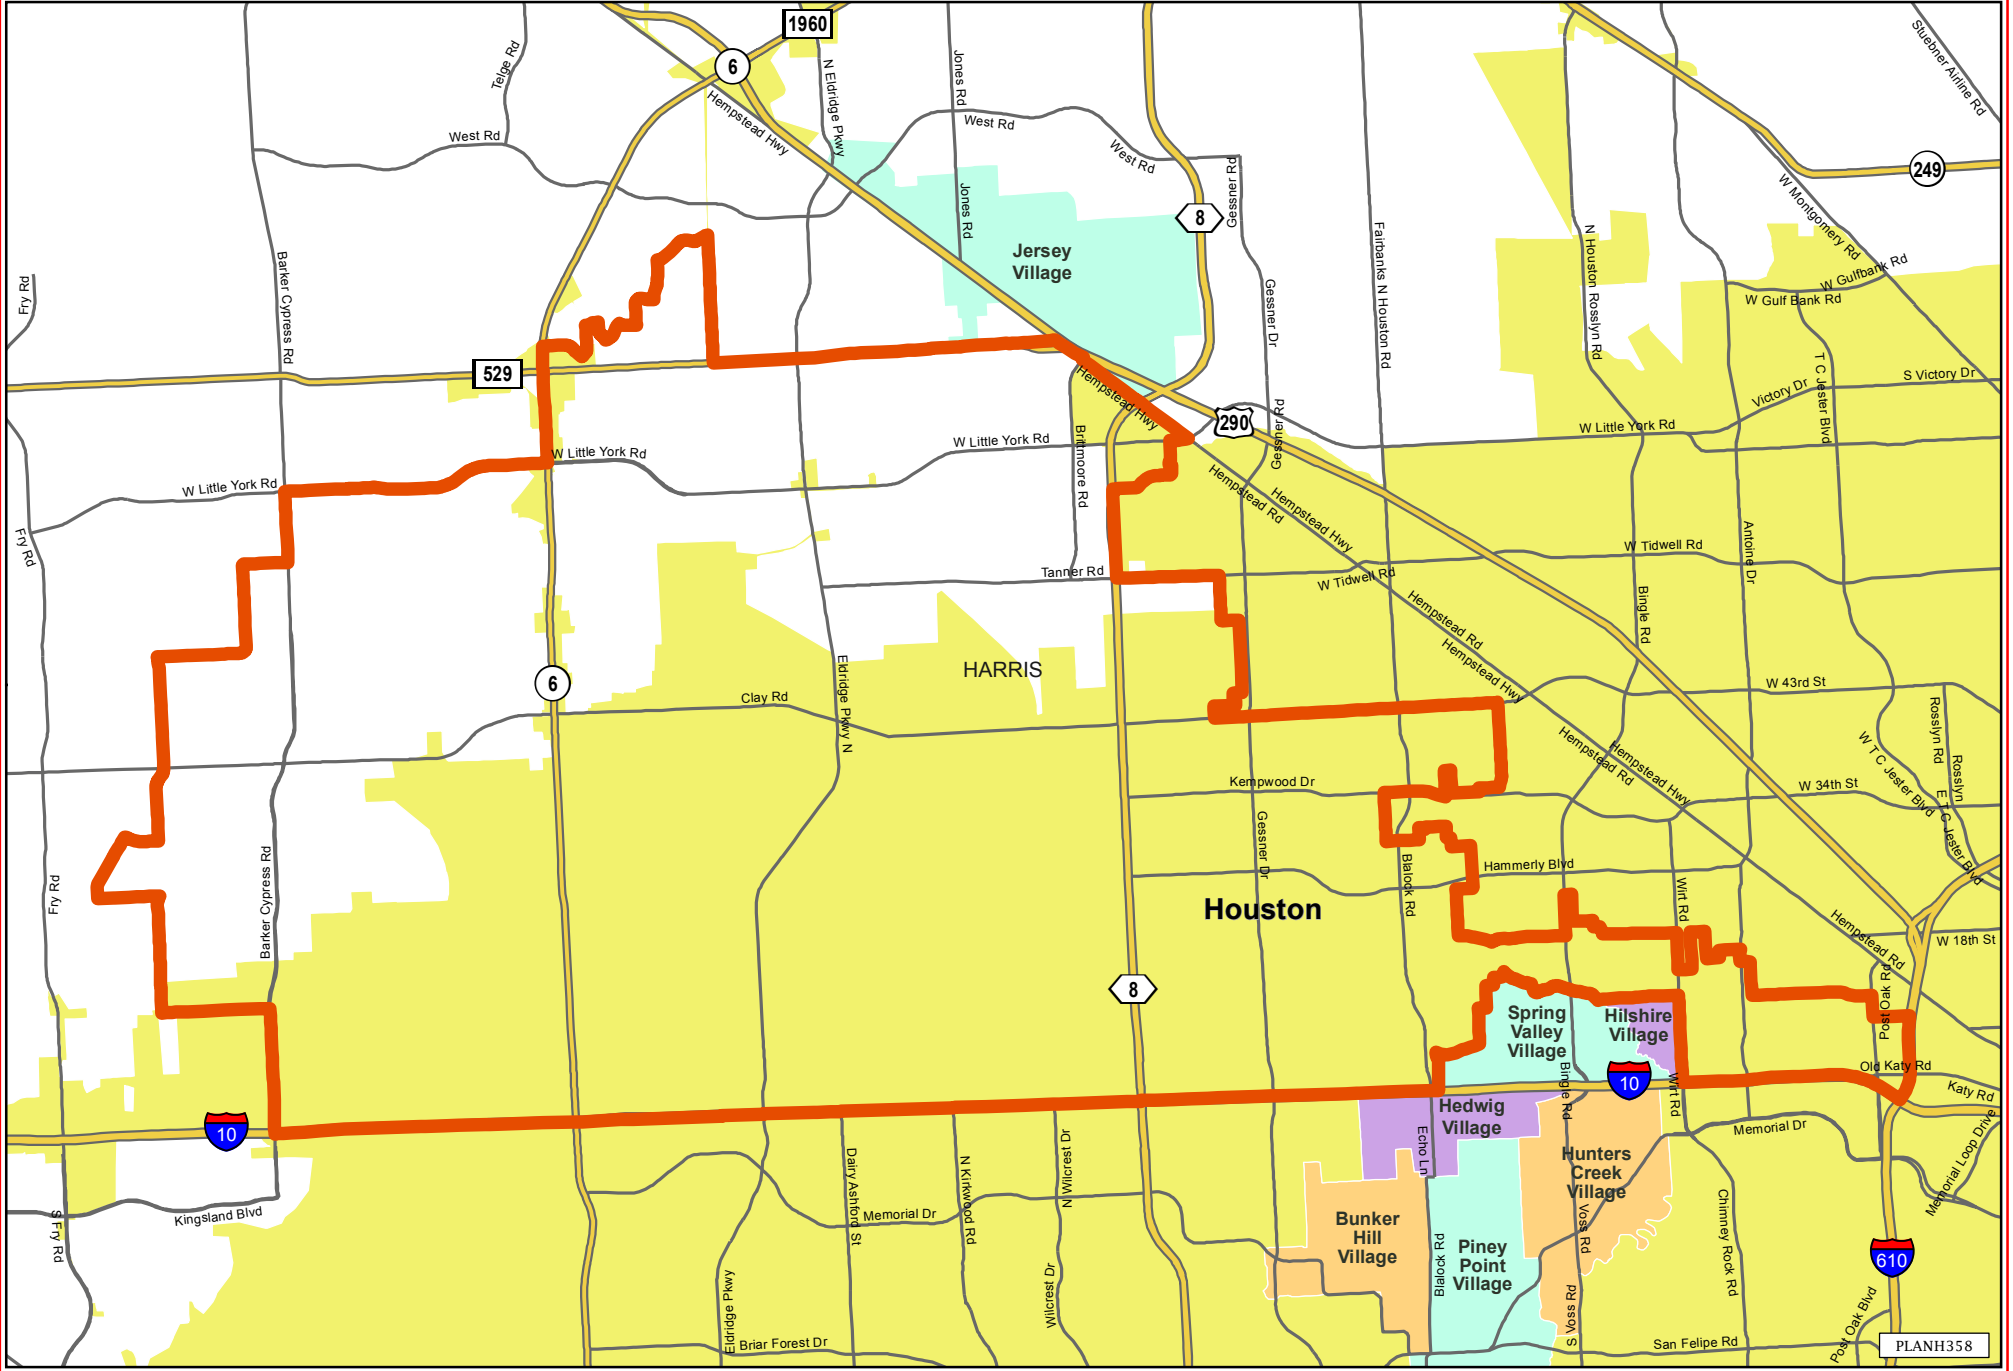 1960
6
Stuebner Airline Rd
Telge Rd
N Eldridge Pkwy
Jones Rd
Hempstead Hwy
West Rd
West Rd
West Rd
249
Gessner Rd
W Montgomery Rd
Jones Rd
8
Jersey
Village
Fairbanks N Houston Rd
N Houston Rosslyn Rd
Barker Cypress Rd
Fry Rd
W Gulfbank Rd
W Gulf Bank Rd
Gessner Dr
529
Hempstead Hwy
T C Jester Blvd
S Victory Dr
Victory Dr
290
Gessner Rd
W Little York Rd
W Little York Rd
W Little York Rd
W Little York Rd
Brittmoore Rd
Hempstead Rd
Hempstead Hwy
Fry Rd
Antoine Dr
W Tidwell Rd
Tanner Rd
W Tidwell Rd
Bingle Rd
Hempstead Rd
Hempstead Hwy
HARRIS
6
Eldridge Pkwy N
Clay Rd
W 43rd St
Rosslyn Rd
Rosslyn
Hempstead Rd
Hempstead Hwy
W T C Jester Blvd
E T C Jester Blvd
Kempwood Dr
W 34th St
Gessner Dr
Hammerly Blvd
Blalock Rd
Wirt Rd
Fry Rd
Barker Cypress Rd
Houston
Hempstead Rd
W 18th St
8
Post Oak Rd
Spring
Valley
Village
Hilshire
Village
Old Katy Rd
Katy Rd
10
10
Bingle Rd
Wirt Rd
Hedwig
Village
Echo Ln
Memorial Dr
Memorial Loop Drive
Hunters
Creek
Village
Dairy Ashford St
N Kirkwood Rd
N Wilcrest Dr
Kingsland Blvd
S Fry Rd
Memorial Dr
Bunker
Hill
Village
Piney
Point
Village
Voss Rd
Chimney Rock Rd
Blalock Rd
610
Eldridge Pkwy
Wilcrest Dr
S Voss Rd
Post Oak Blvd
Briar Forest Dr
San Felipe Rd
PLANH358